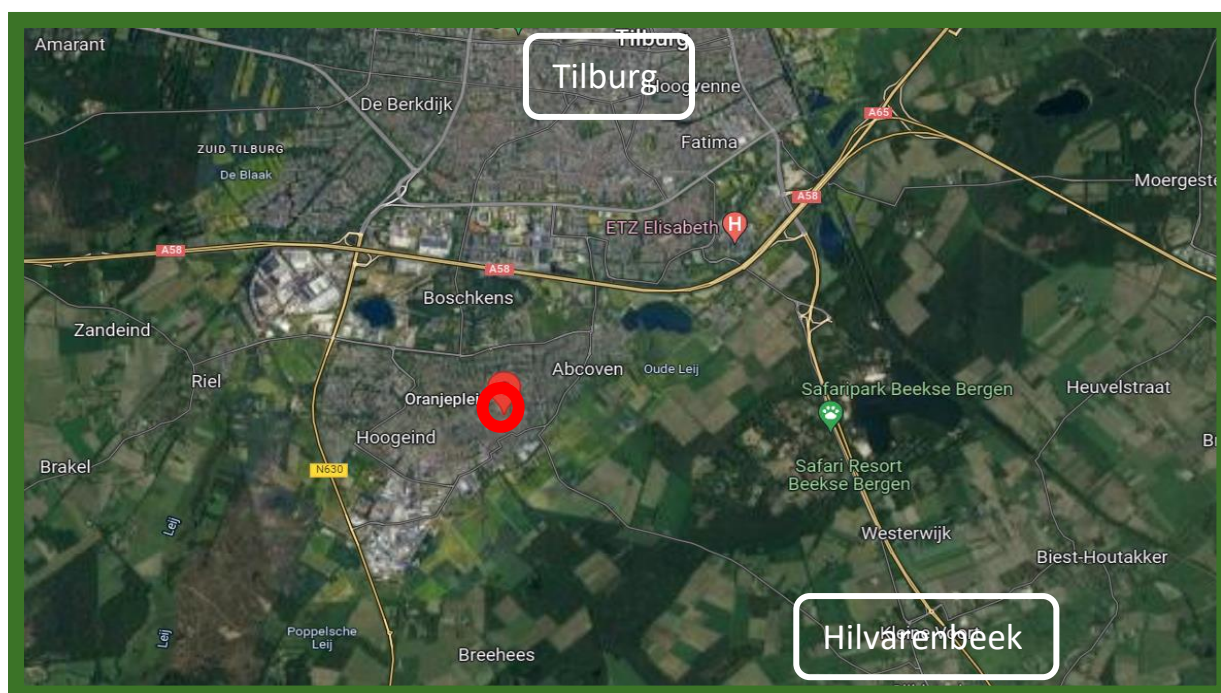 Amarant
Tilburg
Tilburg
Hoogvenne
De Berkdijk
A65
Fatima
ZUID TILBURG
De Blaak
Moergest
A58
ETZ Elisabeth
H
A58
A58
Boschkens
Zandeind
Abcoven
Oude Leij
Riel
Safaripark Beekse Bergen
Heuvelstraat
Oranjeplei
Hoogeind
Brakel
N630
Safari Resort
Beekse Bergen
Leij
Westerwijk
Biest-Houtakker
Poppelsche
Leij
Leij
Hilvarenbeek
Breehees